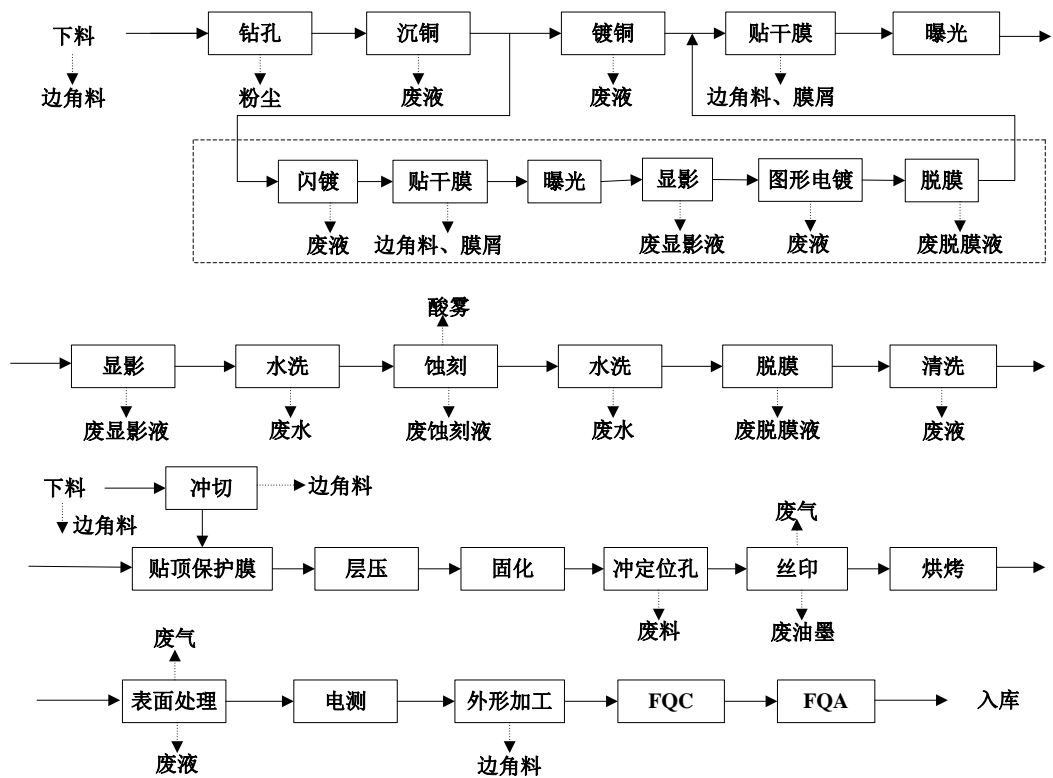 下料 钻孔 沉铜 镀铜 贴干膜 曝光
边角料 粉尘 废液 废液 边角料、膜屑
闪镀 贴干膜 曝光 显影 图形电镀 脱膜
废液 边角料、膜屑 废显影液 废液 废脱膜液
酸雾
显影 水洗 蚀刻 水洗 脱膜 清洗
废显影液 废水 废蚀刻液 废水 废脱膜液 废液
下料 冲切 边角料
边角料 废气
贴顶保护膜 层压 固化 冲定位孔 丝印 烘烤
废料 废油墨
废气
表面处理 电测 外形加工 FQC FQA 入库
废液 边角料